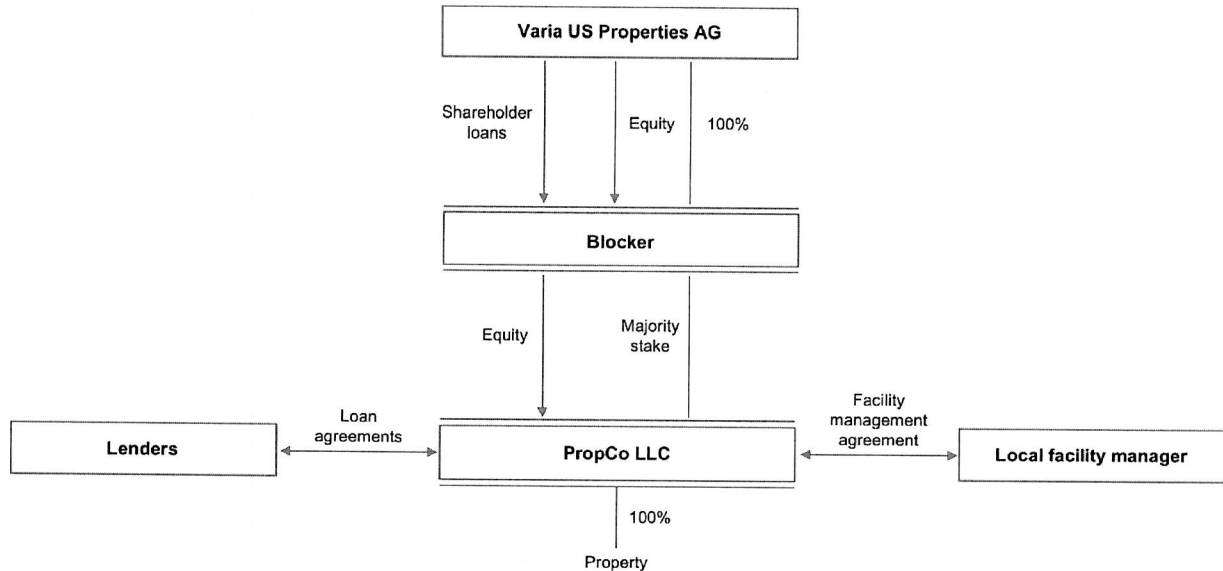 Varia US Properties AG
Shareholder
loans
Equity
100%
Blocker
Equity
Majority
stake
Lenders
Loan
agreements
PropCo LLC
Facility
management
agreement
Local facility manager
100%
Property